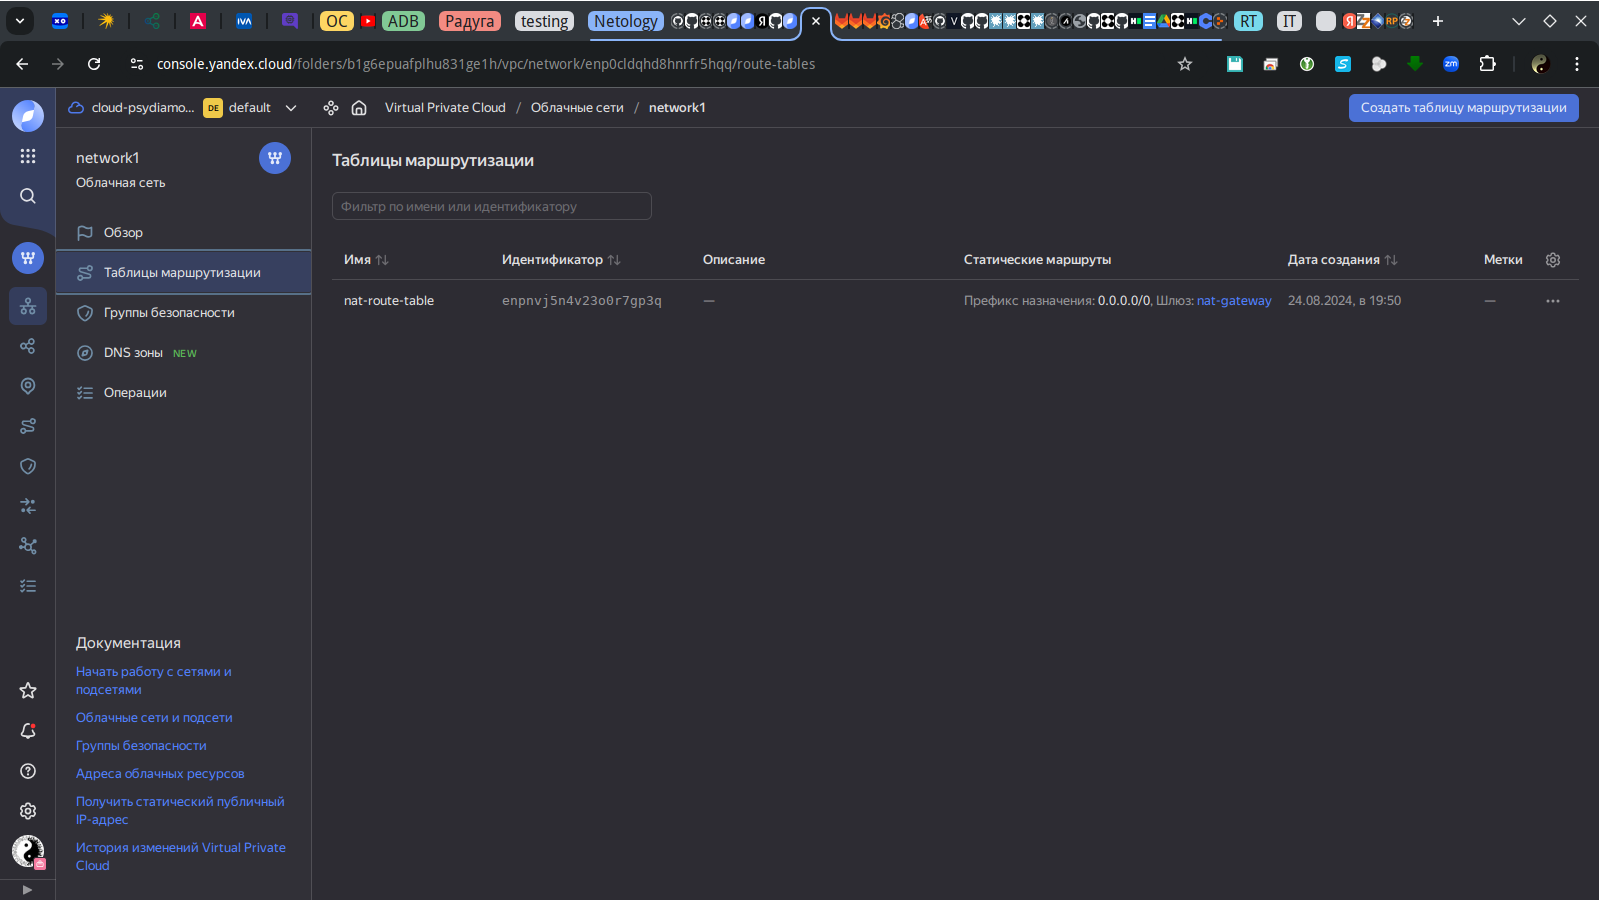 OC
ADB
Радуга
testing
Netology
RT
IT
console.yandex.cloud/folders/b1g6epuafplhu831ge1h/vpc/network/enp0cldqhd8hnrfr5hqq/route-tables
cloud-psydiamo...
DE
default
Virtual Private Cloud / Облачные сети / network1
Создать таблицу маршрутизации
network1
Облачная сеть
Обзор
Таблицы маршрутизации
Группы безопасности
DNS зоны NEW
Операции
Документация
Начать работу с сетями и
подсетями
Облачные сети и подсети
Группы безопасности
Адреса облачных ресурсов
Получить статический публичный
IP-адрес
История изменений Virtual Private
Cloud
Таблицы маршрутизации
Фильтр по имени или идентификатору
Имя Идентификатор Описание Статические маршруты Дата создания Метки
nat-route-table enpnvj5n4v23o0r7gp3q — Префикс назначения: 0.0.0.0/0, Шлюз: nat-gateway 24.08.2024, в 19:50 —